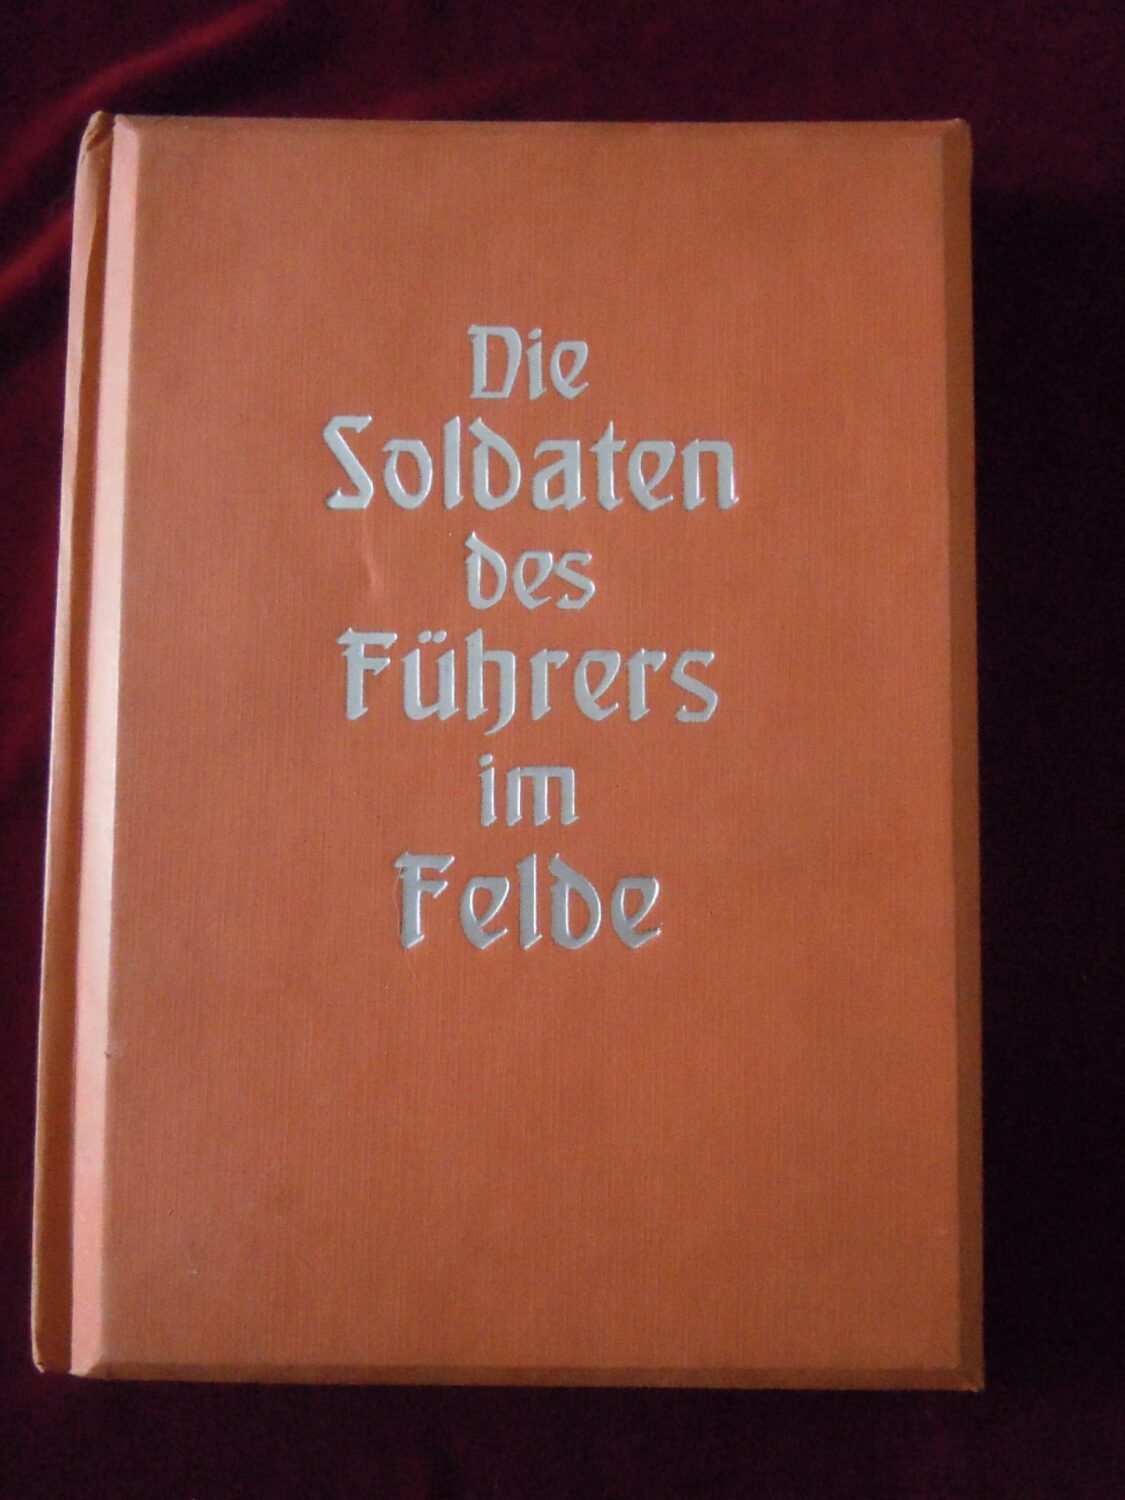 Die
Soldaten
des
Führers
im
Felde